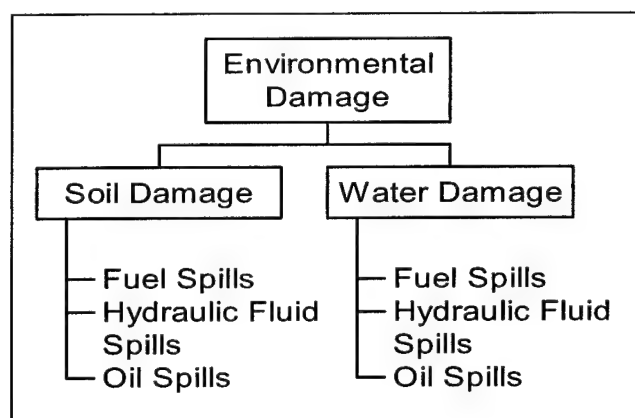 Environmental
Damage
Soil Damage
Water Damage
Fuel Spills
Hydraulic Fluid
Spills
Oil Spills
Fuel Spills
Hydraulic Fluid
Spills
Oil Spills